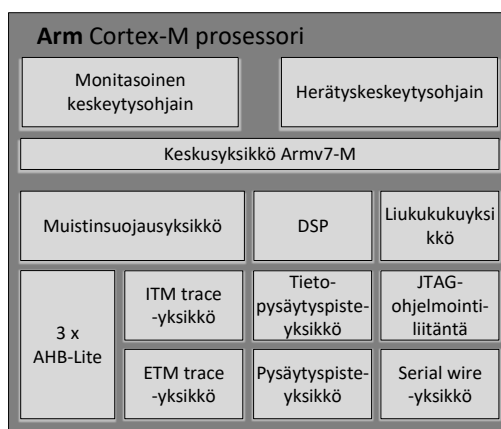 Arm Cortex-M prosessori
Monitasoinen
keskeytysohjain
Herätyskeskeytysohjain
Keskusyksikkö Armv7-M
Muistinsuojausyksikkö
DSP
Liukukukuyksi
kkö
3 x
AHB-Lite
ITM trace
-yksikkö
Tieto-
pysäytyspiste-
yksikkö
JTAG-
ohjelmointi-
liitäntä
ETM trace
-yksikkö
Pysäytyspiste-
yksikkö
Serial wire
-yksikkö